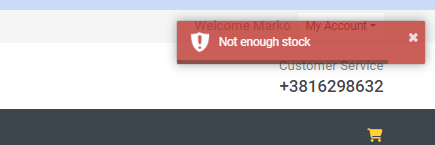 Welcome Marko My Account
Not enough stock
Customer Service
+3816298632